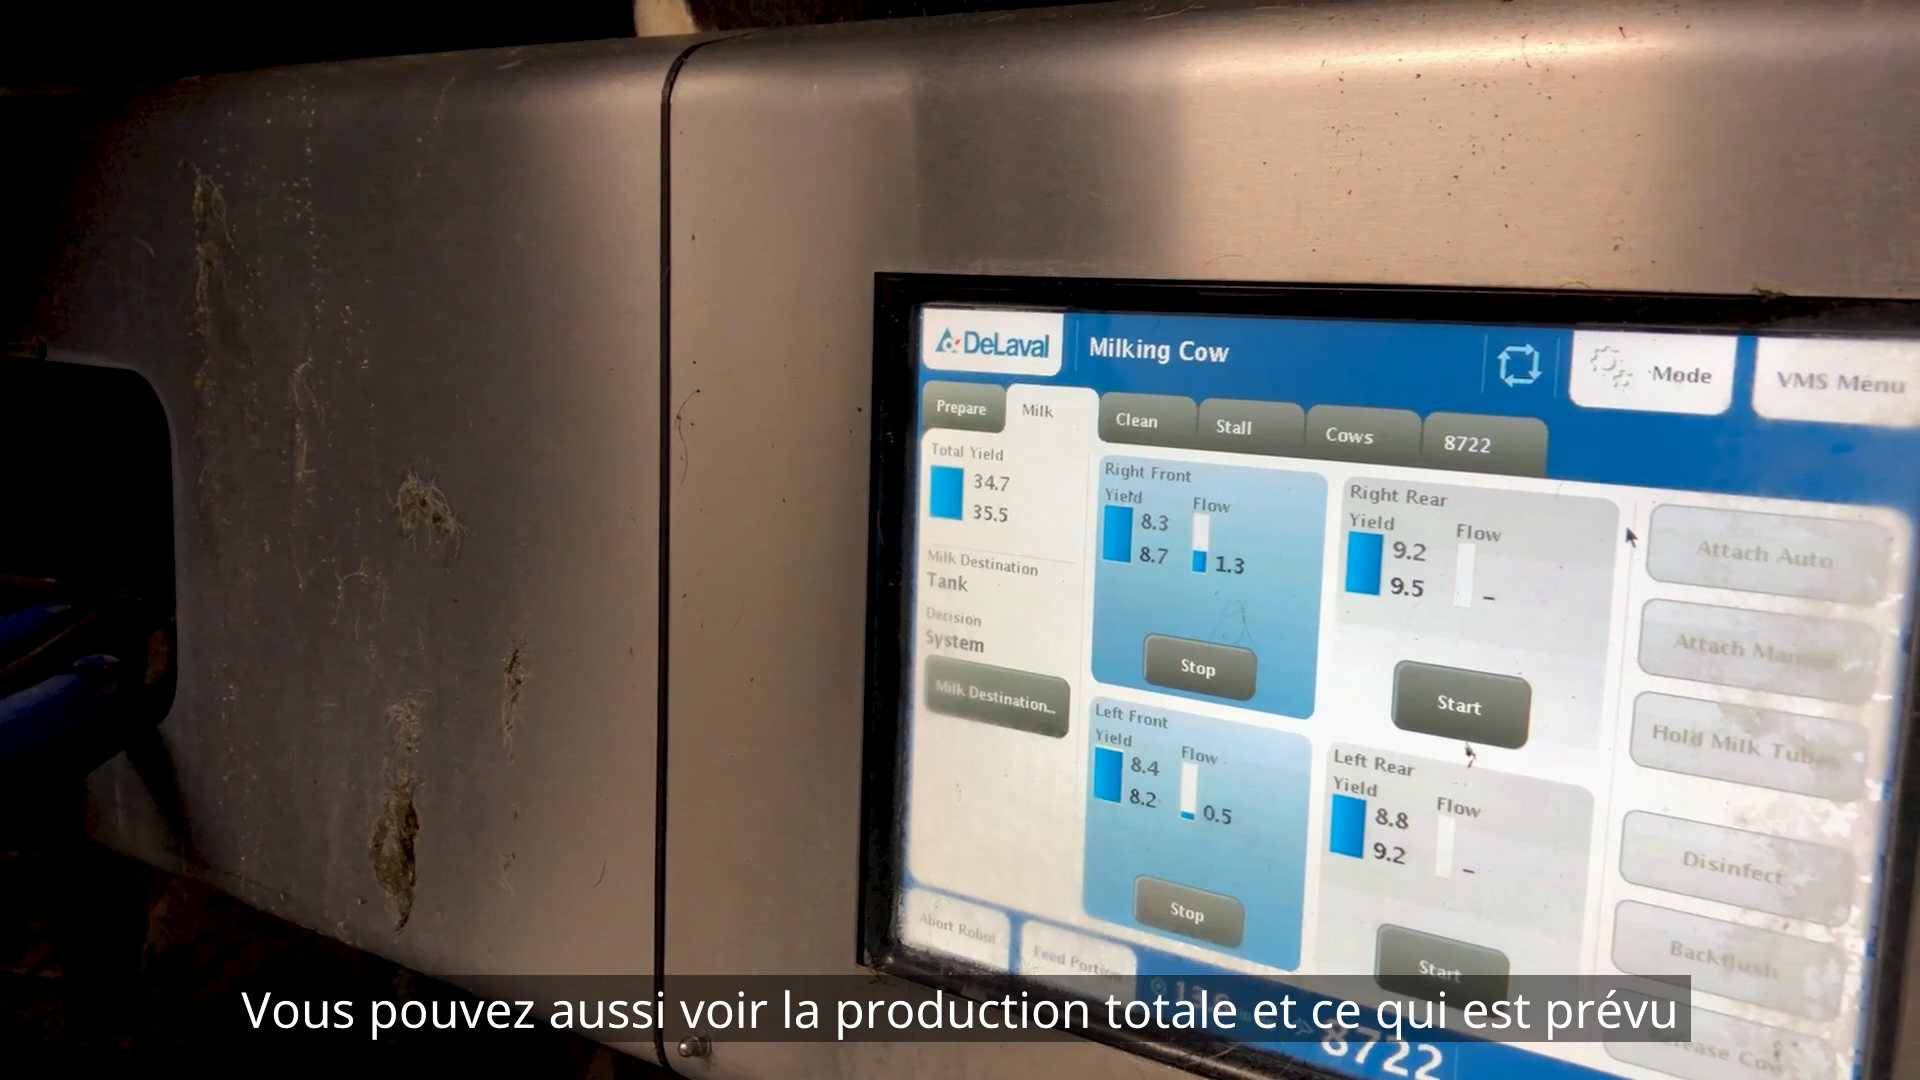 DeLaval
Milking Cow
Mode
VMS Menu
Prepare
Milk
Clean
Stall
Cows
8722
Total Yield
34.7
35.5
Milk Destination
Tank
Decision
System
Milk Destination...
Right Front
Yield
Flow
8.3
8.7
1.3
Stop
Right Rear
Yield
Flow
9.2
9.5
–
Start
Left Front
Yield
Flow
8.4
8.2
0.5
Stop
Left Rear
Yield
Flow
8.8
9.2
–
Start
Attach Auto
Attach
Hold Milk Tubes
Disinfect
Backflush
Abort Robot
Feed Portion
8722
Vous pouvez aussi voir la production totale et ce qui est prévu